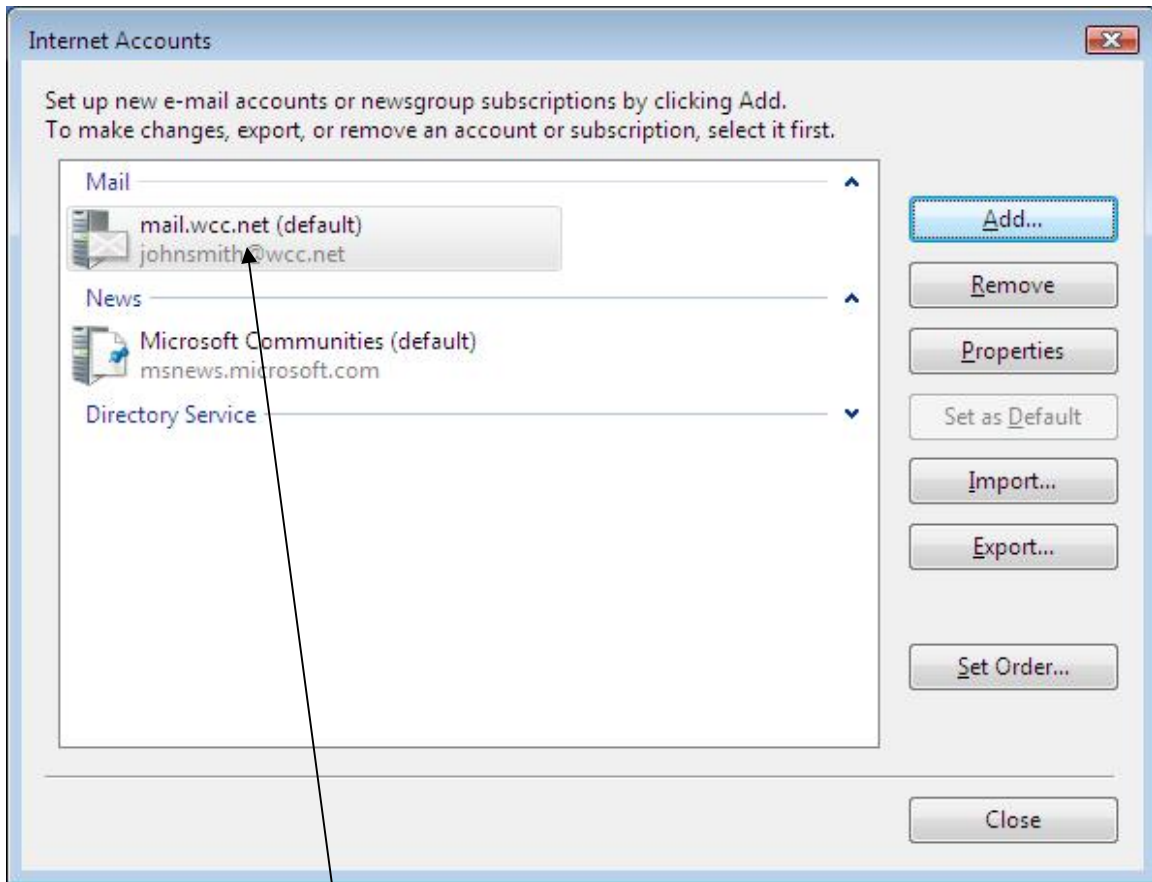 Internet Accounts
Set up new e-mail accounts or newsgroup subscriptions by clicking Add.
To make changes, export, or remove an account or subscription, select it first.
Mail
mail.wcc.net (default)
johnsmith@wcc.net
News
Microsoft Communities (default)
msnews.microsoft.com
Directory Service
Add...
Remove
Properties
Set as Default
Import...
Export...
Set Order...
Close